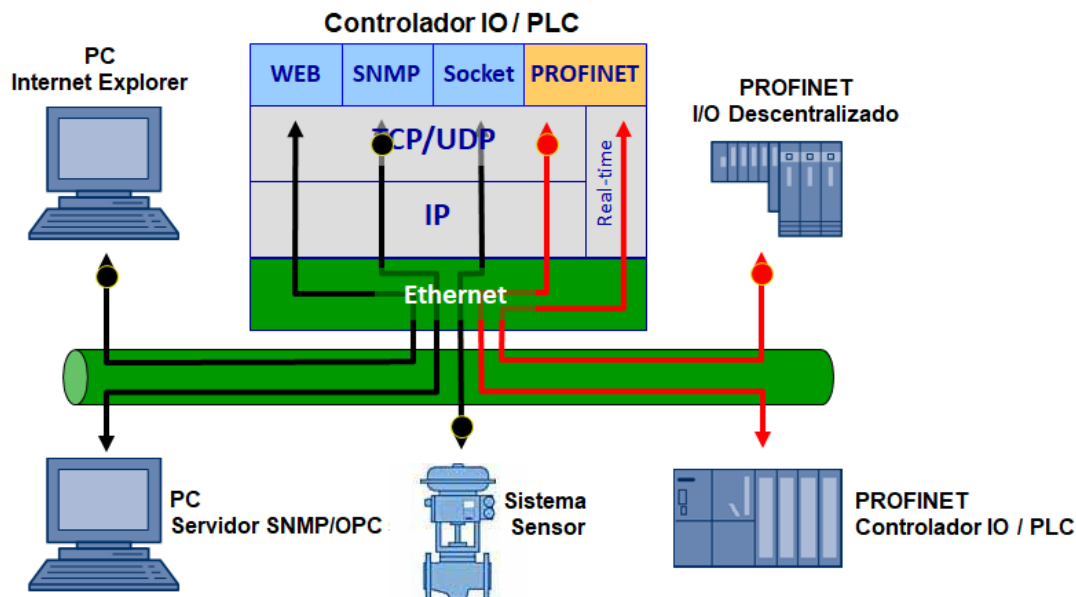 Controlador IO / PLC
PC
Internet Explorer
WEB
SNMP
Socket
PROFINET
PROFINET
I/O Descentralizado
TCP/UDP
Real-time
IP
Ethernet
PC
Servidor SNMP/OPC
Sistema
Sensor
PROFINET
Controlador IO / PLC